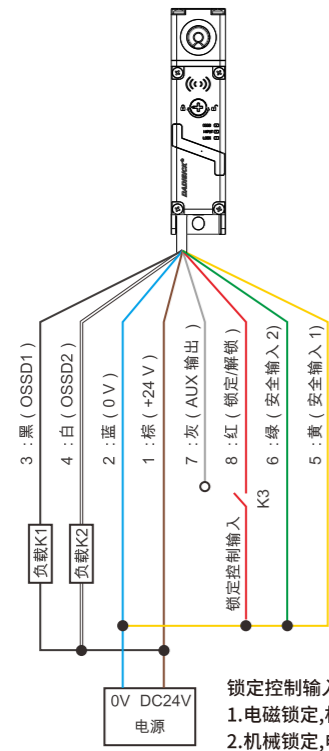 DADISICK®
3 :黑 ( OSSD1 )
4 :白 ( OSSD2 )
2 :蓝 ( 0 V )
1 :棕 ( +24 V )
7 :灰 ( AUX 输出 )
8 :红 ( 锁定/解锁 )
6 :绿 ( 安全输入 2)
5 :黄 ( 安全输入 1)
负载K1
负载K2
锁定控制输入
K3
0V DC24V
电源
锁定控制输入
1.电磁锁定,
2.机械锁定,